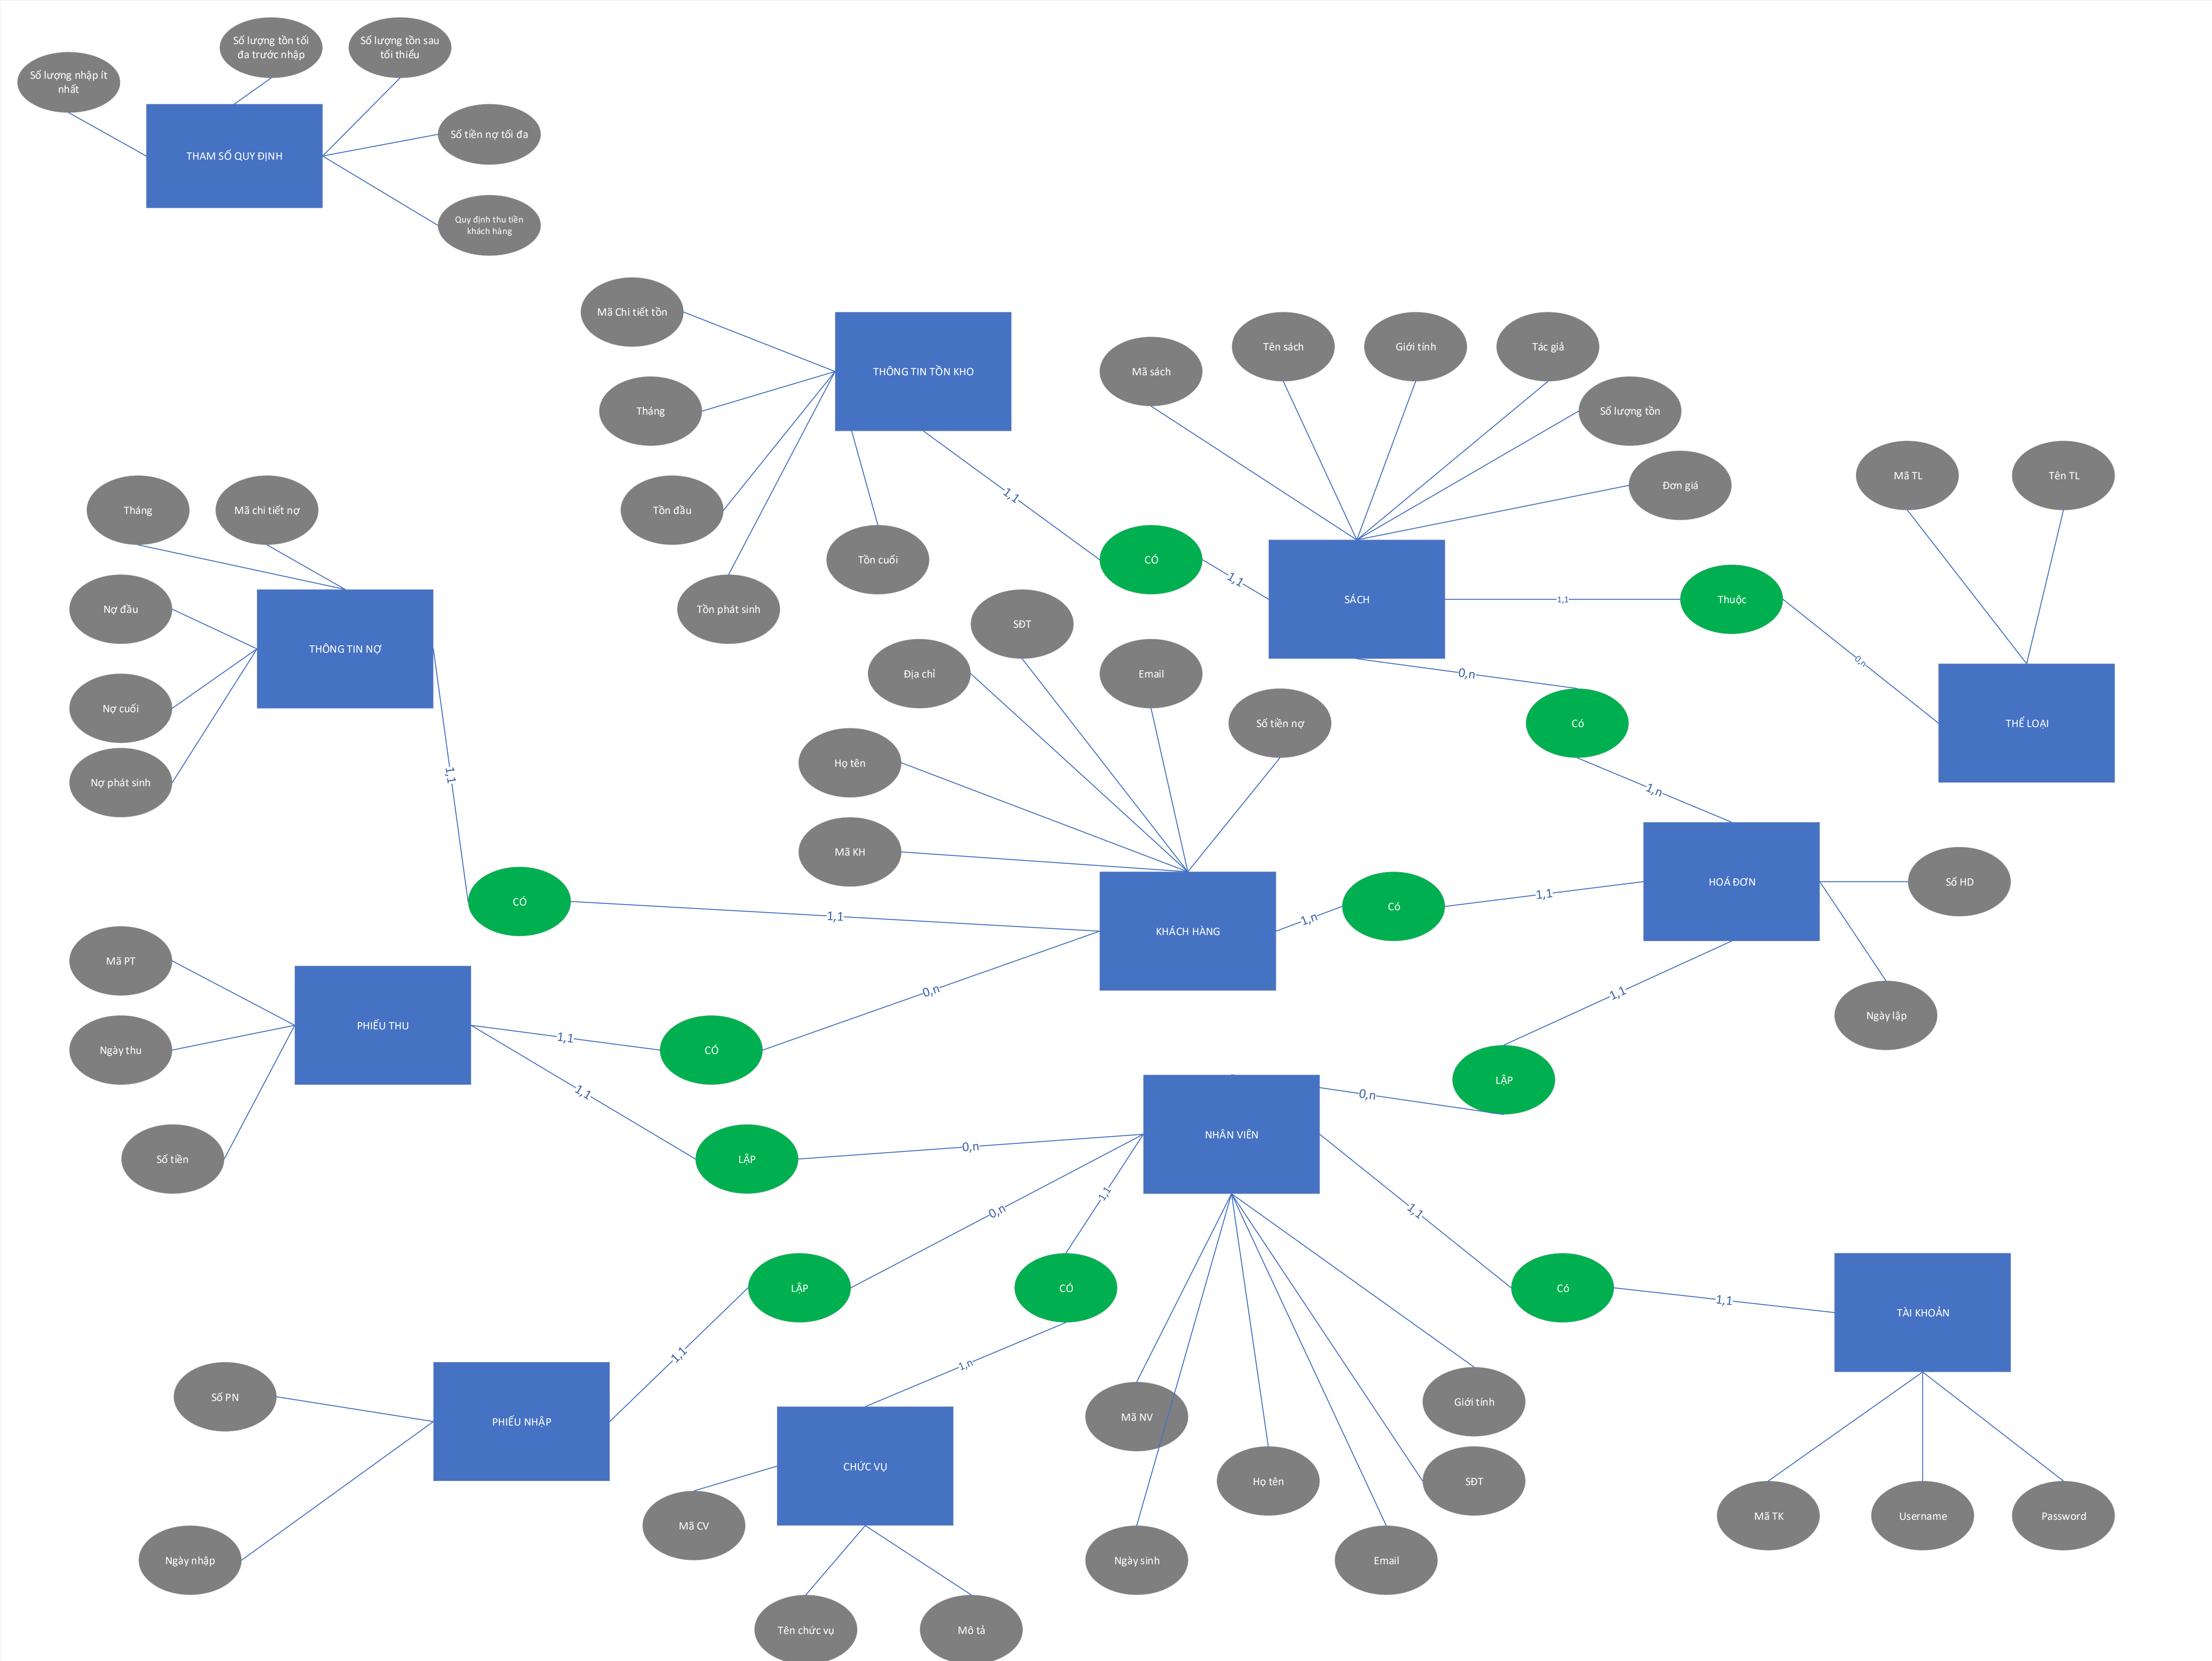 Số lượng tồn tối
đa trước nhập
Số lượng tồn sau
tối thiểu
Số lượng nhập ít
nhất
Số tiền nợ tối đa
THAM SỐ QUY ĐỊNH
Quy định thu tiền
khách hàng
Mã Chi tiết tồn
THÔNG TIN TỒN KHO
Mã sách
Tên sách
Giới tính
Tác giả
Tháng
Số lượng tồn
Đơn giá
Mã TL
Tên TL
Tháng
Mã chi tiết nợ
Tồn đầu
1,1
Tồn cuối
CÓ
1,1
SÁCH
1,1
Thuộc
Nợ đầu
Tồn phát sinh
SĐT
THÔNG TIN NỢ
0,n
Địa chỉ
Email
0,n
Nợ cuối
Số tiền nợ
Có
THỂ LOẠI
Họ tên
1,1
Nợ phát sinh
1,n
Mã KH
HOÁ ĐƠN
Số HD
CÓ
1,1
KHÁCH HÀNG
1,n
Có
1,1
Mã PT
0,n
1,1
PHIẾU THU
Ngày lập
Ngày thu
1,1
CÓ
LẬP
1,1
0,n
NHÂN VIÊN
Số tiền
LẬP
0,n
0,n
1,1
1,1
LẬP
CÓ
Có
1,1
TÀI KHOẢN
1,1
1,n
Số PN
PHIẾU NHẬP
Mã NV
Giới tính
CHỨC VỤ
Họ tên
SĐT
Mã CV
Mã TK
Username
Password
Ngày nhập
Ngày sinh
Email
Tên chức vụ
Mô tả